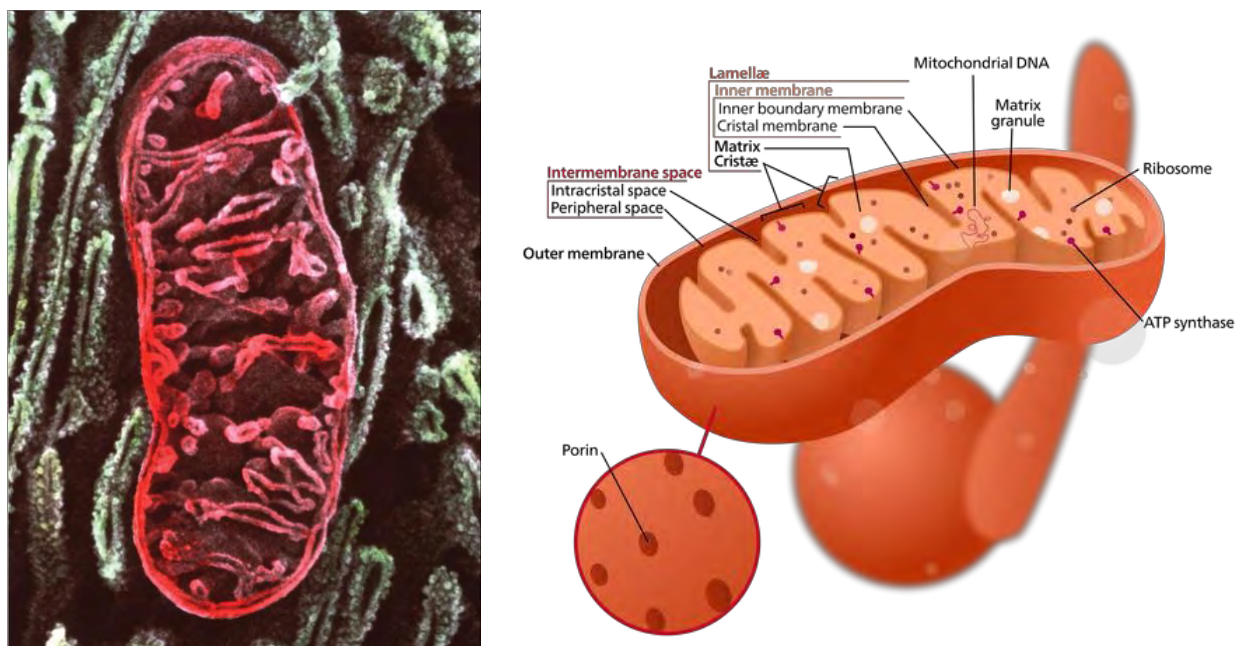 Lamellæ
Inner membrane
Inner boundary membrane
Cristal membrane
Matrix
Cristæ
Mitochondrial DNA
Matrix
granule
Ribosome
Intermembrane space
Intracristal space
Peripheral space
Outer membrane
ATP synthase
Porin